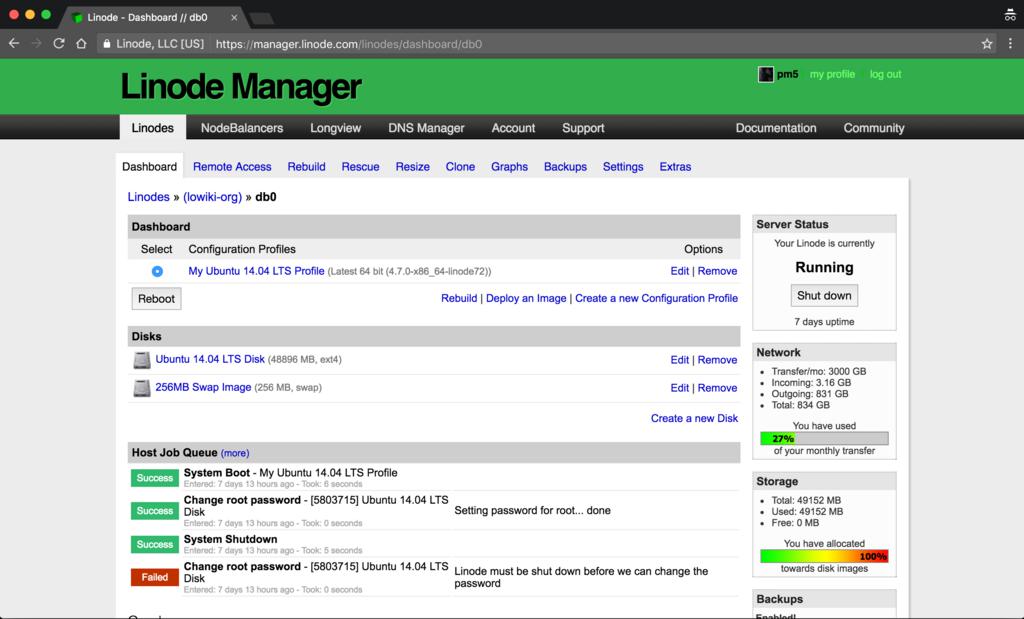 Linode - Dashboard // db0
Linode, LLC [US] https://manager.linode.com/linodes/dashboard/db0
Linode Manager
pm5 my profile log out
Linodes NodeBalancers Longview DNS Manager Account Support Documentation Community
Dashboard Remote Access Rebuild Rescue Resize Clone Graphs Backups Settings Extras
Linodes » (lowiki-org) » db0
Dashboard
Select Configuration Profiles Options
My Ubuntu 14.04 LTS Profile (Latest 64 bit (4.7.0-x86_64-linode72)) Edit | Remove
Reboot Rebuild | Deploy an Image | Create a new Configuration Profile
Disks
Ubuntu 14.04 LTS Disk (48896 MB, ext4) Edit | Remove
256MB Swap Image (256 MB, swap) Edit | Remove
Create a new Disk
Host Job Queue (more)
Success System Boot - My Ubuntu 14.04 LTS Profile
Entered: 7 days 13 hours ago - Took: 6 seconds
Success Change root password - [5803715] Ubuntu 14.04 LTS
Disk
Entered: 7 days 13 hours ago - Took: 0 seconds
Setting password for root... done
Success System Shutdown
Entered: 7 days 13 hours ago - Took: 5 seconds
Failed Change root password - [5803715] Ubuntu 14.04 LTS
Disk
Entered: 7 days 13 hours ago - Took: 0 seconds
Linode must be shut down before we can change the
password
Server Status
Your Linode is currently
Running
Shut down
7 days uptime
Network
Transfer/mo: 3000 GB
Incoming: 3.16 GB
Outgoing: 831 GB
Total: 834 GB
You have used
27%
of your monthly transfer
Storage
Total: 49152 MB
Used: 49152 MB
Free: 0 MB
You have allocated
100%
towards disk images
Backups
Enabled!